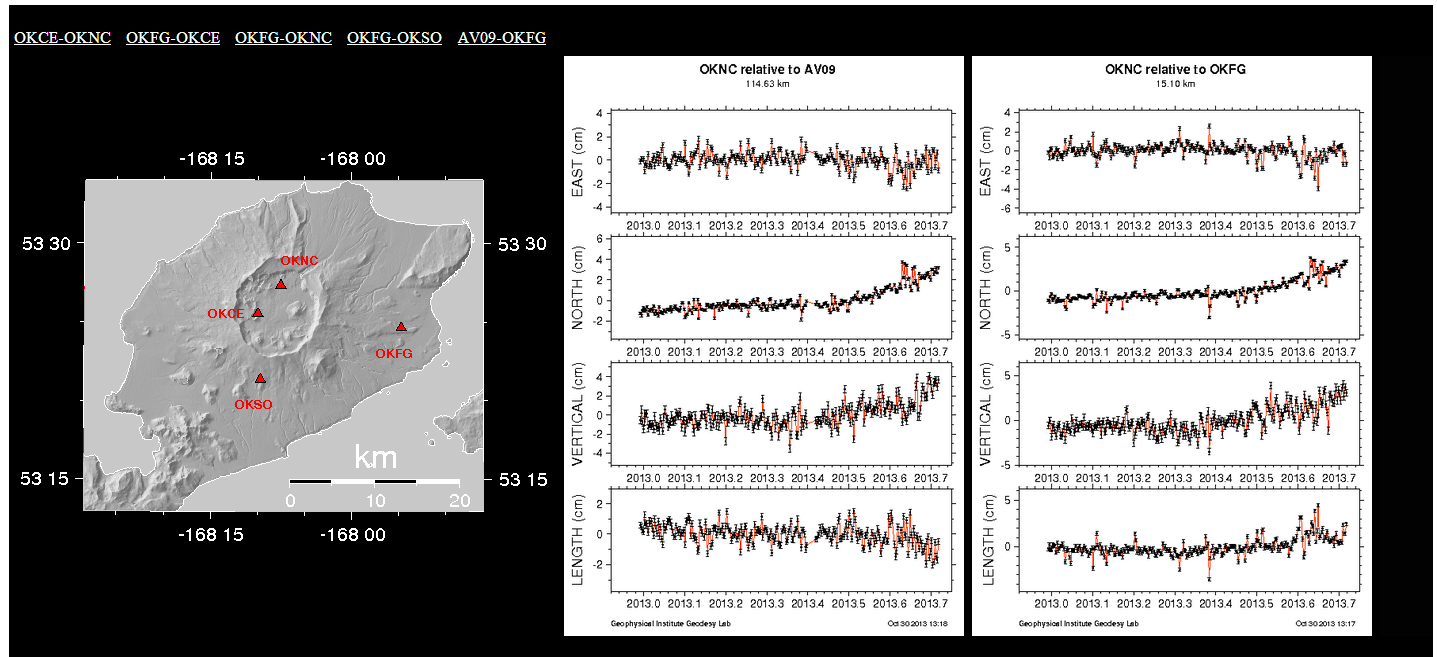 OKCE-OKNC OKFG-OKCE OKFG-OKNC OKFG-OKSO AV09-OKFG
-168 15 -168 00
53 30 53 30
OKNC
OKCE
OKFG
OKSO
km
53 15 53 15
0 10 20
-168 15 -168 00
OKNC relative to AV09
114.63 km
EAST (cm)
4
2
0
-2
-4
2013.0 2013.1 2013.2 2013.3 2013.4 2013.5 2013.6 2013.7
NORTH (cm)
6
4
2
0
-2
2013.0 2013.1 2013.2 2013.3 2013.4 2013.5 2013.6 2013.7
VERTICAL (cm)
4
2
0
-2
-4
2013.0 2013.1 2013.2 2013.3 2013.4 2013.5 2013.6 2013.7
LENGTH (cm)
2
0
-2
2013.0 2013.1 2013.2 2013.3 2013.4 2013.5 2013.6 2013.7
Geophysical Institute Geodesy Lab Oct 30 2013 13:18
OKNC relative to OKFG
15.10 km
EAST (cm)
4
2
0
-2
-4
-6
2013.0 2013.1 2013.2 2013.3 2013.4 2013.5 2013.6 2013.7
NORTH (cm)
5
0
-5
2013.0 2013.1 2013.2 2013.3 2013.4 2013.5 2013.6 2013.7
VERTICAL (cm)
5
0
-5
2013.0 2013.1 2013.2 2013.3 2013.4 2013.5 2013.6 2013.7
LENGTH (cm)
5
0
2013.0 2013.1 2013.2 2013.3 2013.4 2013.5 2013.6 2013.7
Geophysical Institute Geodesy Lab Oct 30 2013 13:17